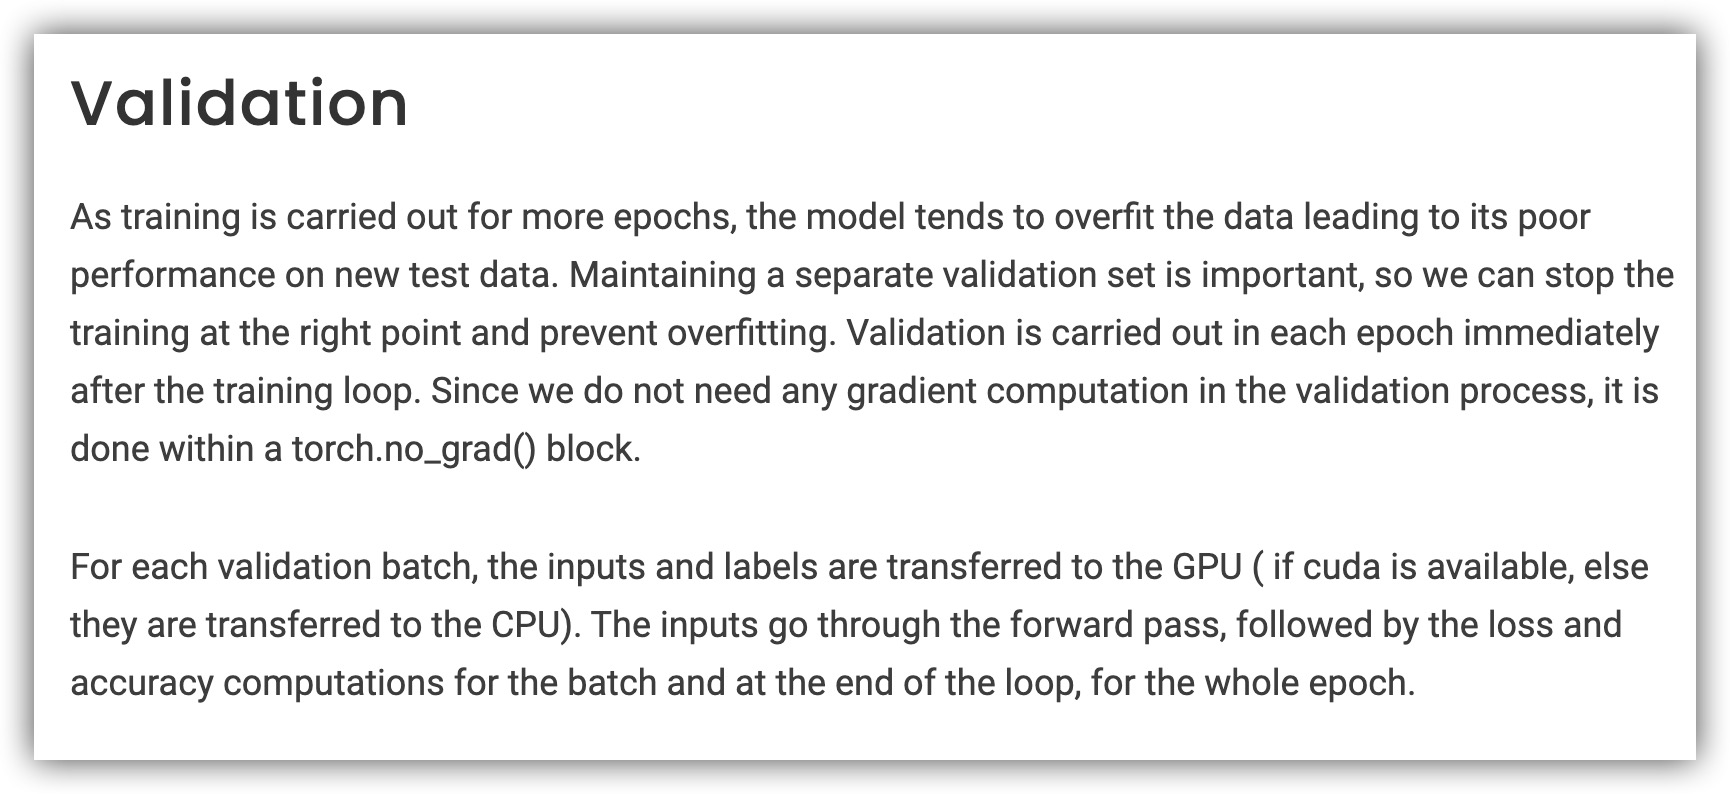 Validation
As training is carried out for more epochs, the model tends to overfit the data leading to its poor
performance on new test data. Maintaining a separate validation set is important, so we can stop the
training at the right point and prevent overfitting. Validation is carried out in each epoch immediately
after the training loop. Since we do not need any gradient computation in the validation process, it is
done within a torch.no_grad() block.
For each validation batch, the inputs and labels are transferred to the GPU ( if cuda is available, else
they are transferred to the CPU). The inputs go through the forward pass, followed by the loss and
accuracy computations for the batch and at the end of the loop, for the whole epoch.